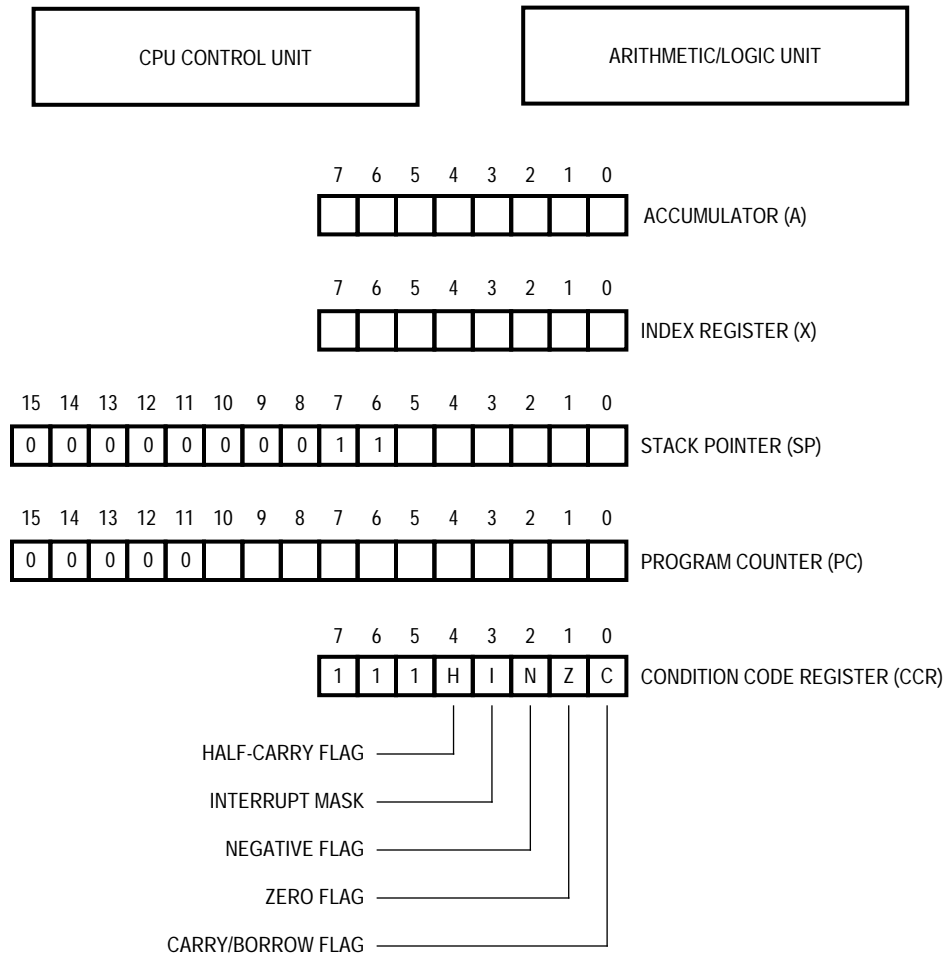 CPU CONTROL UNIT
ARITHMETIC/LOGIC UNIT
7 6 5 4 3 2 1 0
ACCUMULATOR (A)
7 6 5 4 3 2 1 0
INDEX REGISTER (X)
15 14 13 12 11 10 9 8 7 6 5 4 3 2 1 0
0 0 0 0 0 0 0 0 1 1 STACK POINTER (SP)
15 14 13 12 11 10 9 8 7 6 5 4 3 2 1 0
0 0 0 0 0 PROGRAM COUNTER (PC)
7 6 5 4 3 2 1 0
1 1 1 H I N Z C CONDITION CODE REGISTER (CCR)
HALF-CARRY FLAG
INTERRUPT MASK
NEGATIVE FLAG
ZERO FLAG
CARRY/BORROW FLAG